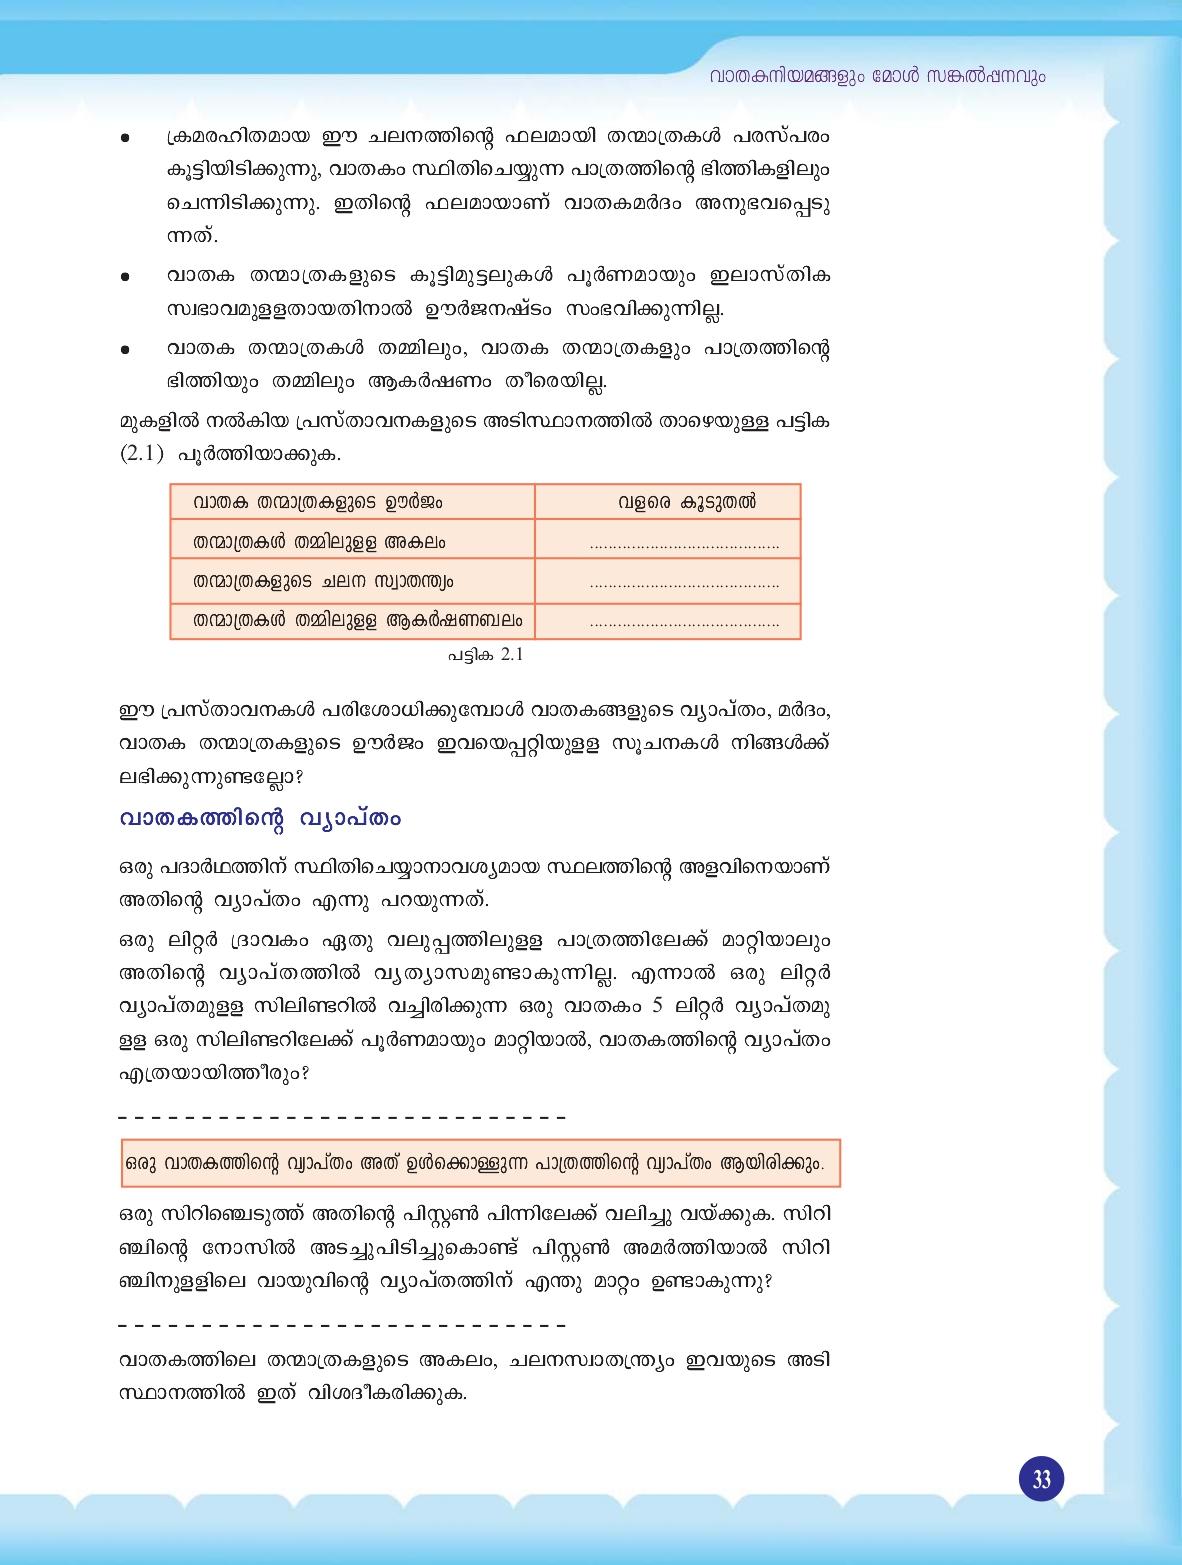 വാതകനിയമങ്ങളും മോൾ സങ്കൽപ്പനവും
● ക്രമരഹിതമായ ഈ ചലനത്തിന്റെ ഫലമായി തന്മാത്രകൾ പരസ്പരം
കൂട്ടിയിടിക്കുന്നു, വാതകം സ്ഥിതിചെയ്യുന്ന പാത്രത്തിന്റെ ഭിത്തികളിലും
ചെന്നിടിക്കുന്നു. ഇതിന്റെ ഫലമായാണ് വാതകമർദം അനുഭവപ്പെടു
ന്നത്.
● വാതക തന്മാത്രകളുടെ കൂട്ടിമുട്ടലുകൾ പൂർണമായും ഇലാസ്തിക
സ്വഭാവമുള്ളതായതിനാൽ ഊർജനഷ്ടം സംഭവിക്കുന്നില്ല.
● വാതക തന്മാത്രകൾ തമ്മിലും, വാതക തന്മാത്രകളും പാത്രത്തിന്റെ
ഭിത്തിയും തമ്മിലും ആകർഷണം തീരെയില്ല.
മുകളിൽ നൽകിയ പ്രസ്താവനകളുടെ അടിസ്ഥാനത്തിൽ താഴെയുള്ള പട്ടിക
(2.1) പൂർത്തിയാക്കുക.
വാതക തന്മാത്രകളുടെ ഊർജം വളരെ കൂടുതൽ
തന്മാത്രകൾ തമ്മിലുള്ള അകലം .........................................
തന്മാത്രകളുടെ ചലന സ്വാതന്ത്ര്യം .........................................
തന്മാത്രകൾ തമ്മിലുള്ള ആകർഷണബലം .........................................
പട്ടിക 2.1
ഈ പ്രസ്താവനകൾ പരിശോധിക്കുമ്പോൾ വാതകങ്ങളുടെ വ്യാപ്തം, മർദം,
വാതക തന്മാത്രകളുടെ ഊർജം ഇവയെപ്പറ്റിയുള്ള സൂചനകൾ നിങ്ങൾക്ക്
ലഭിക്കുന്നുണ്ടല്ലോ?
വാതകത്തിന്റെ വ്യാപ്തം
ഒരു പദാർഥത്തിന് സ്ഥിതിചെയ്യാനാവശ്യമായ സ്ഥലത്തിന്റെ അളവിനെയാണ്
അതിന്റെ വ്യാപ്തം എന്നു പറയുന്നത്.
ഒരു ലിറ്റർ ദ്രാവകം ഏതു വലുപ്പത്തിലുള്ള പാത്രത്തിലേക്ക് മാറ്റിയാലും
അതിന്റെ വ്യാപ്തത്തിൽ വ്യത്യാസമുണ്ടാകുന്നില്ല. എന്നാൽ ഒരു ലിറ്റർ
വ്യാപ്തമുള്ള സിലിണ്ടറിൽ വച്ചിരിക്കുന്ന ഒരു വാതകം 5 ലിറ്റർ വ്യാപ്തമു
ള്ള ഒരു സിലിണ്ടറിലേക്ക് പൂർണമായും മാറ്റിയാൽ, വാതകത്തിന്റെ വ്യാപ്തം
എത്രയായിത്തീരും?
– – – – – – – – – – – – – – – – – – – – – – – – – – –
ഒരു വാതകത്തിന്റെ വ്യാപ്തം അത് ഉൾക്കൊള്ളുന്ന പാത്രത്തിന്റെ വ്യാപ്തം ആയിരിക്കും.
ഒരു സിറിഞ്ചെടുത്ത് അതിന്റെ പിസ്റ്റൺ പിന്നിലേക്ക് വലിച്ചു വയ്ക്കുക. സിറി
ഞ്ചിന്റെ നോസിൽ അടച്ചുപിടിച്ചുകൊണ്ട് പിസ്റ്റൺ അമർത്തിയാൽ സിറി
ഞ്ചിനുള്ളിലെ വായുവിന്റെ വ്യാപ്തത്തിന് എന്തു മാറ്റം ഉണ്ടാകുന്നു?
– – – – – – – – – – – – – – – – – – – – – – – – – – –
വാതകത്തിലെ തന്മാത്രകളുടെ അകലം, ചലനസ്വാതന്ത്ര്യം ഇവയുടെ അടി
സ്ഥാനത്തിൽ ഇത് വിശദീകരിക്കുക.
33